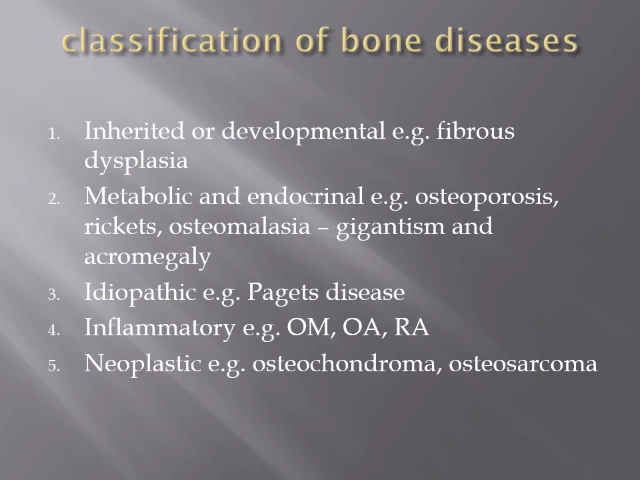 classification of bone diseases
1. Inherited or developmental e.g. fibrous
dysplasia
2. Metabolic and endocrinal e.g. osteoporosis,
rickets, osteomalasia – gigantism and
acromegaly
3. Idiopathic e.g. Pagets disease
4. Inflammatory e.g. OM, OA, RA
5. Neoplastic e.g. osteochondroma, osteosarcoma